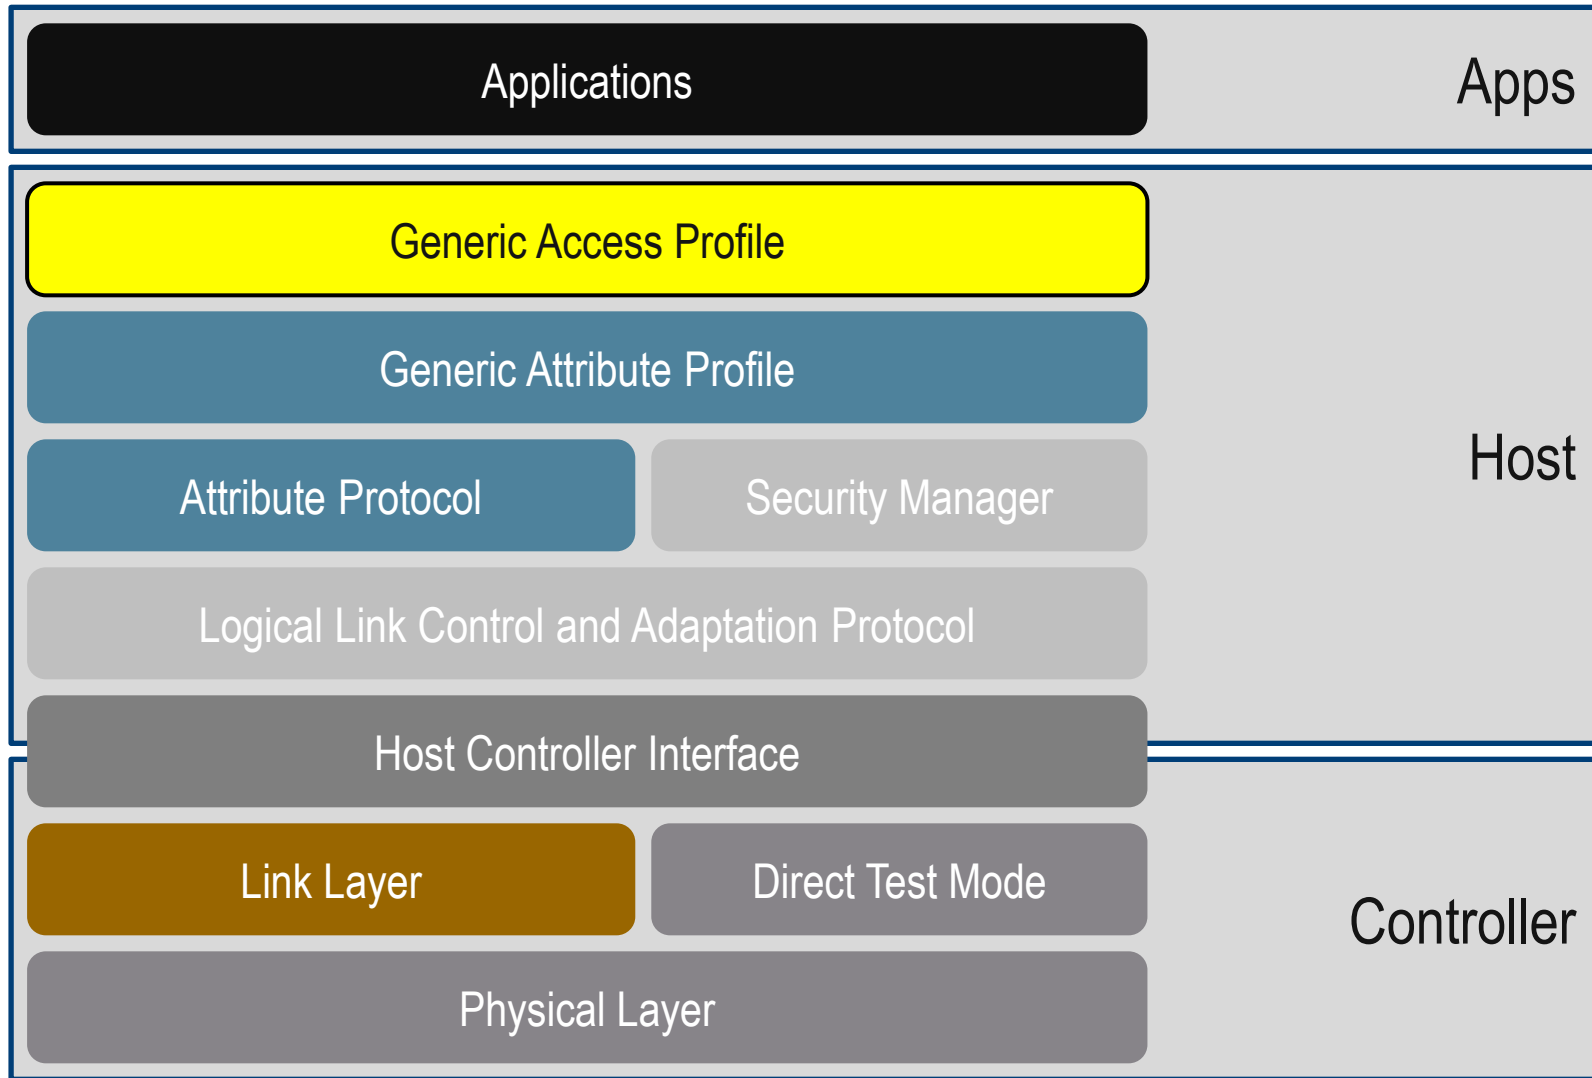 Applications
Apps
Generic Access Profile
Generic Attribute Profile
Attribute Protocol
Security Manager
Host
Logical Link Control and Adaptation Protocol
Host Controller Interface
Link Layer
Direct Test Mode
Controller
Physical Layer